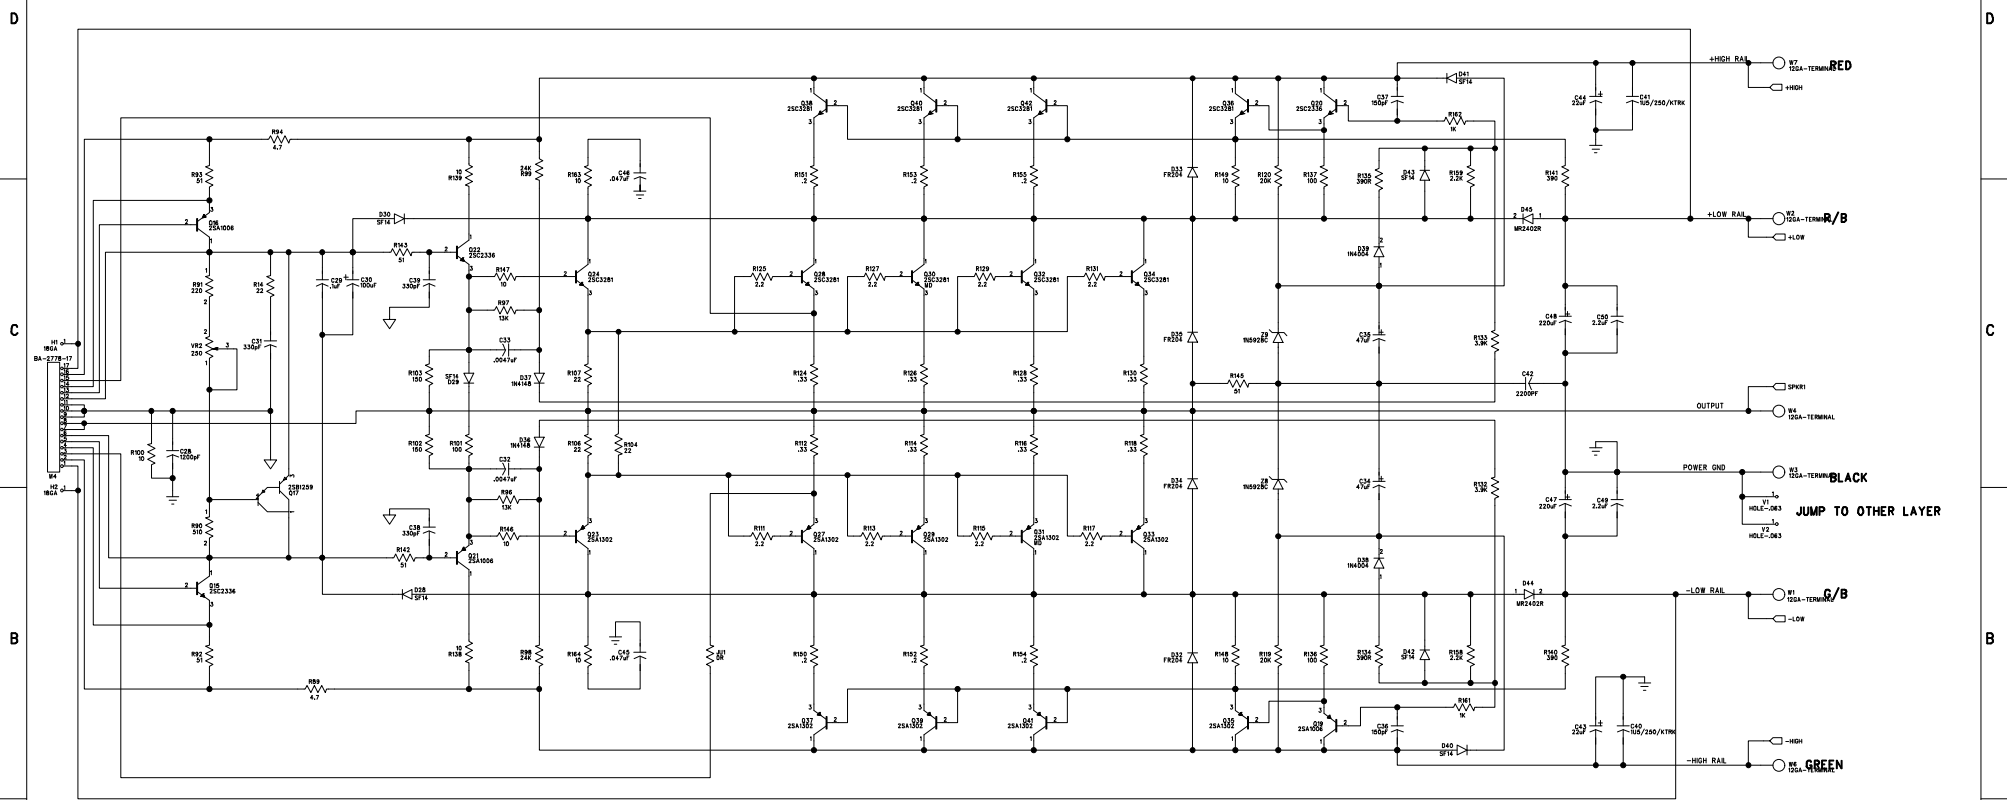 D
D
+HIGH RAIL
W7
12GA-TERMINAL
RED
+HIGH
D41
SF14
Q38
2SC3281
Q40
2SC3281
Q42
2SC3281
Q36
2SC3281
Q20
2SC2336
C37
150pF
R162
1K
C44
22uF
C41
1U5/250/KTRK
R94
4.7
R93
51
10
R139
24K
R99
R163
10
C46
.047uF
R151
.2
R153
.2
R155
.2
D33
FR204
R149
10
R120
20K
R137
100
R135
390R
D43
SF14
R159
2.2K
R141
390
Q16
2SA1006
D30
SF14
D45
MR2402R
+LOW RAIL
W2
12GA-TERMINAL
R/B
+LOW
R143
51
Q22
2SC2336
R91
220
R14
22
C29
.1uF
C30
100uF
C39
330pF
R147
10
Q24
2SC3281
R125
2.2
Q28
2SC3281
R127
2.2
Q30
2SC3281
MD
R129
2.2
Q32
2SC3281
R131
2.2
Q34
2SC3281
D39
1N4004
R97
13K
C
C
H1
18GA
BA-277B-17
VR2
250
C31
330pF
C33
.0047uF
D35
FR204
Z9
1N5928C
C35
47uF
R133
3.9K
C48
220uF
C50
2.2uF
R103
150
SF14
D29
D37
1N4148
R107
22
R124
.33
R126
.33
R128
.33
R130
.33
R145
51
C42
2200PF
SPKR1
OUTPUT
W4
12GA-TERMINAL
R100
10
C28
1200pF
R102
150
R101
100
D36
1N4148
R106
22
R104
22
R112
.33
R114
.33
R116
.33
R118
.33
C32
.0047uF
M4
H2
18GA
2SB1259
Q17
R96
13K
D34
FR204
Z8
1N5928C
C34
47uF
R132
3.9K
POWER GND
W3
12GA-TERMINAL
BLACK
C47
220uF
C49
2.2uF
V1
HOLE-.063
V2
HOLE-.063
JUMP TO OTHER LAYER
R90
510
C38
330pF
R142
51
Q21
2SA1006
R146
10
Q23
2SA1302
R111
2.2
Q27
2SA1302
R113
2.2
Q29
2SA1302
R115
2.2
Q31
2SA1302
MD
R117
2.2
Q33
2SA1302
D38
1N4004
Q15
2SC2336
D28
SF14
D44
MR2402R
-LOW RAIL
W1
12GA-TERMINAL
G/B
-LOW
B
B
R92
51
10
R138
R98
24K
R164
10
C45
.047uF
JU1
0R
R150
.2
R152
.2
R154
.2
D32
FR204
R148
10
R119
20K
R136
100
R134
390R
D42
SF14
R158
2.2K
R140
390
R89
4.7
Q37
2SA1302
Q39
2SA1302
Q41
2SA1302
Q35
2SA1302
Q19
2SA1006
C36
150pF
R161
1K
D40
SF14
C43
22uF
C40
1U5/250/KTRK
-HIGH
-HIGH RAIL
W6
12GA-TERMINAL
GREEN